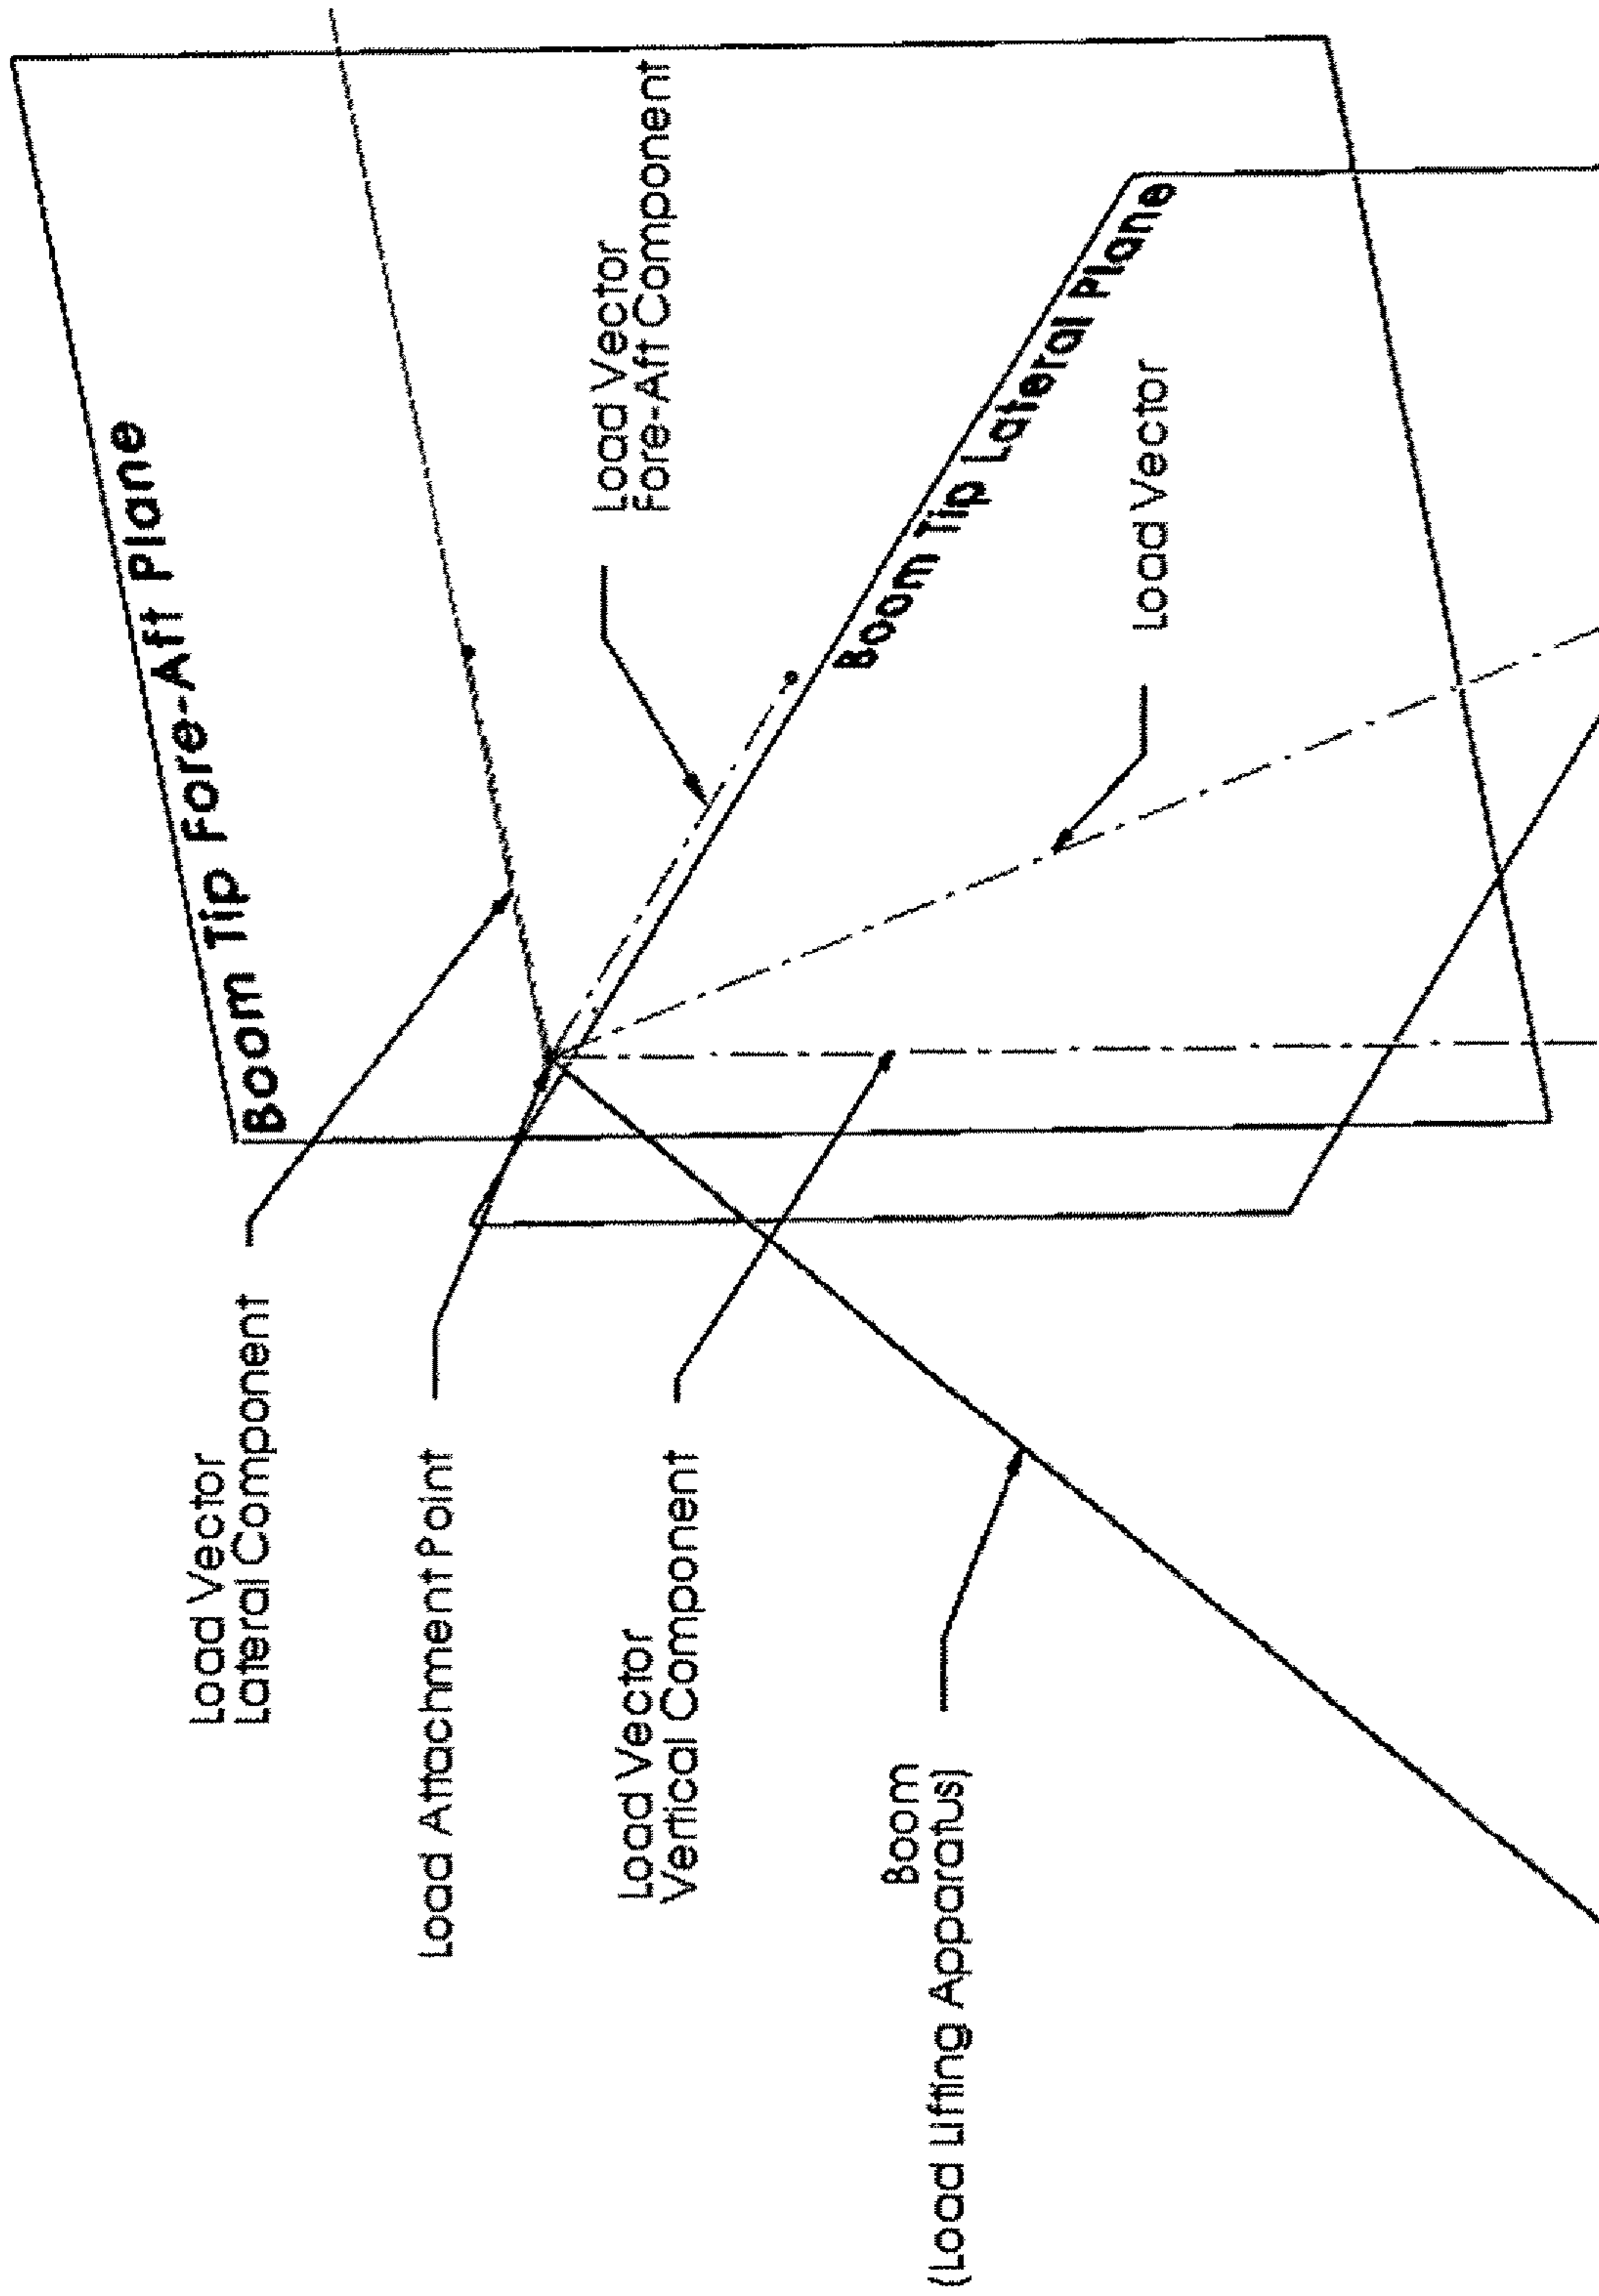 Boom Tip Fore-Aft Plane
Load Vector
Lateral Component
Load Attachment Point
Load Vector
Fore-Aft Component
Load Vector
Vertical Component
Boom Tip Lateral Plane
Boom
(Load Lifting Apparatus)
Load Vector